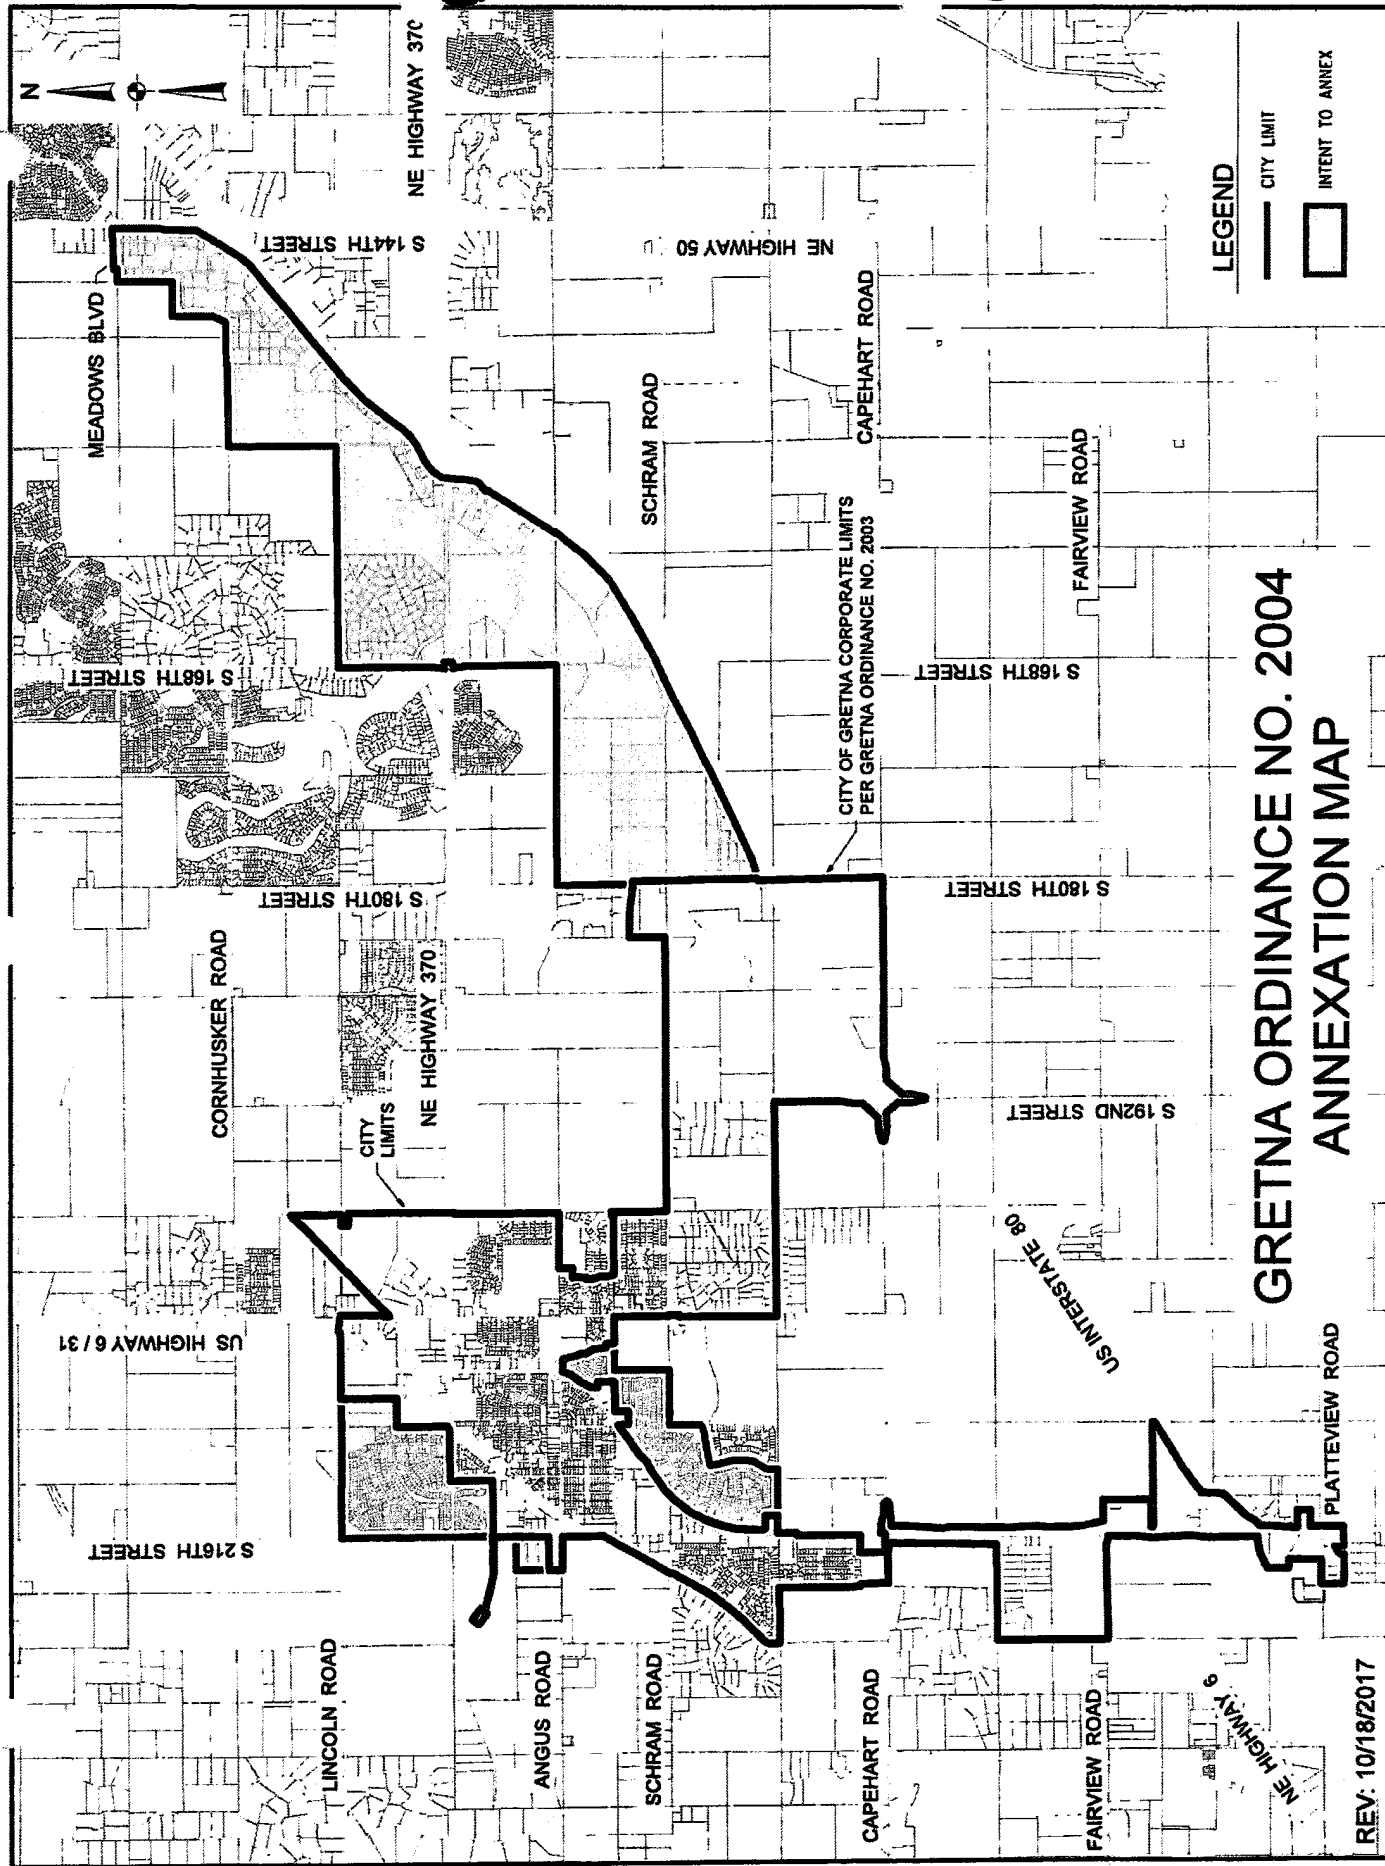 N
MEADOWS BLVD
S 144TH STREET
NE HIGHWAY 370
S 168TH STREET
CORNHUSKER ROAD
S 180TH STREET
NE HIGHWAY 370
CITY
LIMITS
US HIGHWAY 6 / 31
S 216TH STREET
LINCOLN ROAD
ANGUS ROAD
SCHRAM ROAD
SCHRAM ROAD
NE HIGHWAY 50
CAPEHART ROAD
CITY OF GRETNA CORPORATE LIMITS
PER GRETNA ORDINANCE NO. 2003
S 168TH STREET
FAIRVIEW ROAD
S 180TH STREET
S 192ND STREET
US INTERSTATE 80
CAPEHART ROAD
FAIRVIEW ROAD
NE HIGHWAY 6
PLATTEVIEW ROAD
LEGEND
CITY LIMIT
INTENT TO ANNEX
GRETNA ORDINANCE NO. 2004
ANNEXATION MAP
REV: 10/18/2017